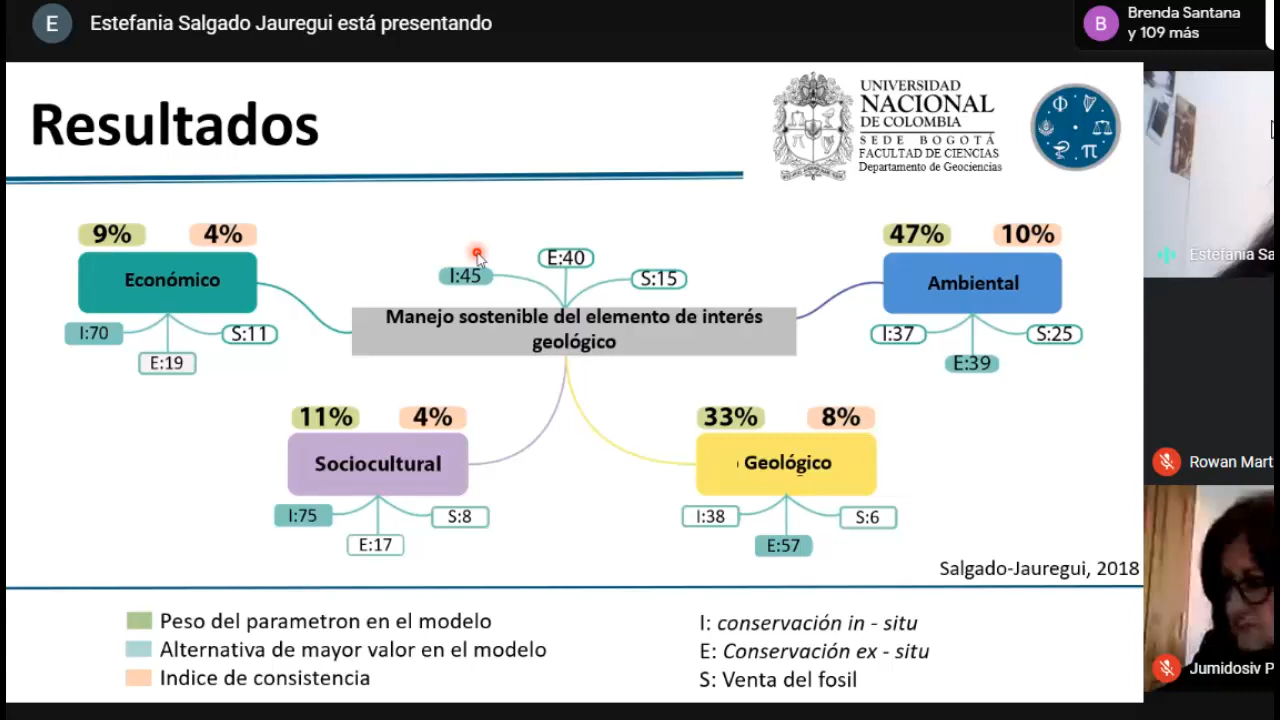 E
Estefania Salgado Jauregui está presentando
B
Brenda Santana
y 109 más
Resultados
UNIVERSIDAD
NACIONAL
DE COLOMBIA
SEDE BOGOTÁ
FACULTAD DE CIENCIAS
Departamento de Geociencias
9%
4%
Económico
I:70
E:19
S:11
I:45
E:40
S:15
Manejo sostenible del elemento de interés
geológico
47%
10%
Ambiental
I:37
E:39
S:25
Estefania Sa
11%
4%
Sociocultural
I:75
E:17
S:8
33%
8%
Geológico
I:38
E:57
S:6
Rowan Mart
Salgado-Jauregui, 2018
Peso del parametron en el modelo
Alternativa de mayor valor en el modelo
Indice de consistencia
I: conservación in - situ
E: Conservación ex - situ
S: Venta del fosil
Jumidosiv P